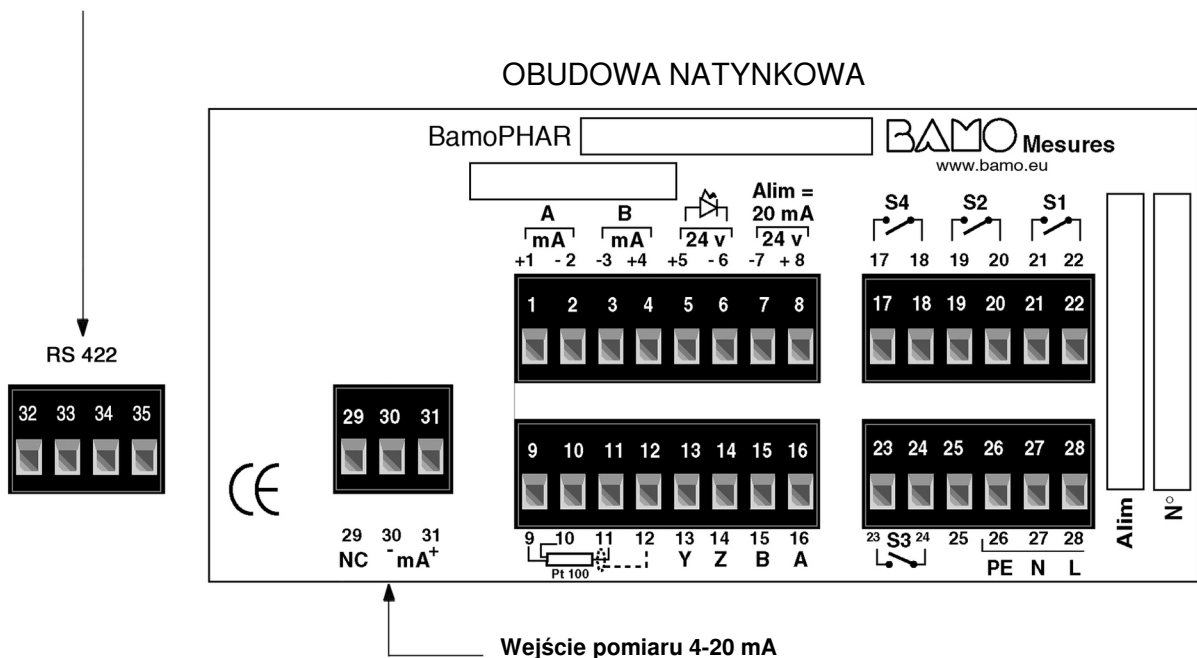 OBUDOWA NATYNKOWA
BamoPHAR
BAMO Mesures
www.bamo.eu
A B Alim =
20 mA
mA mA 24 v 24 v
+1 - 2 -3 +4 +5 - 6 -7 + 8
S4 S2 S1
17 18 19 20 21 22
1 2 3 4 5 6 7 8
17 18 19 20 21 22
RS 422
32 33 34 35
29 30 31
9 10 11 12 13 14 15 16
23 24 25 26 27 28
CE
29 30 31
NC - mA+
9 10 11 12 13 14 15 16
Pt 100
Y Z B A
23 S3 24 25 26 27 28
PE N L
Alim
N°
Wejście pomiaru 4-20 mA